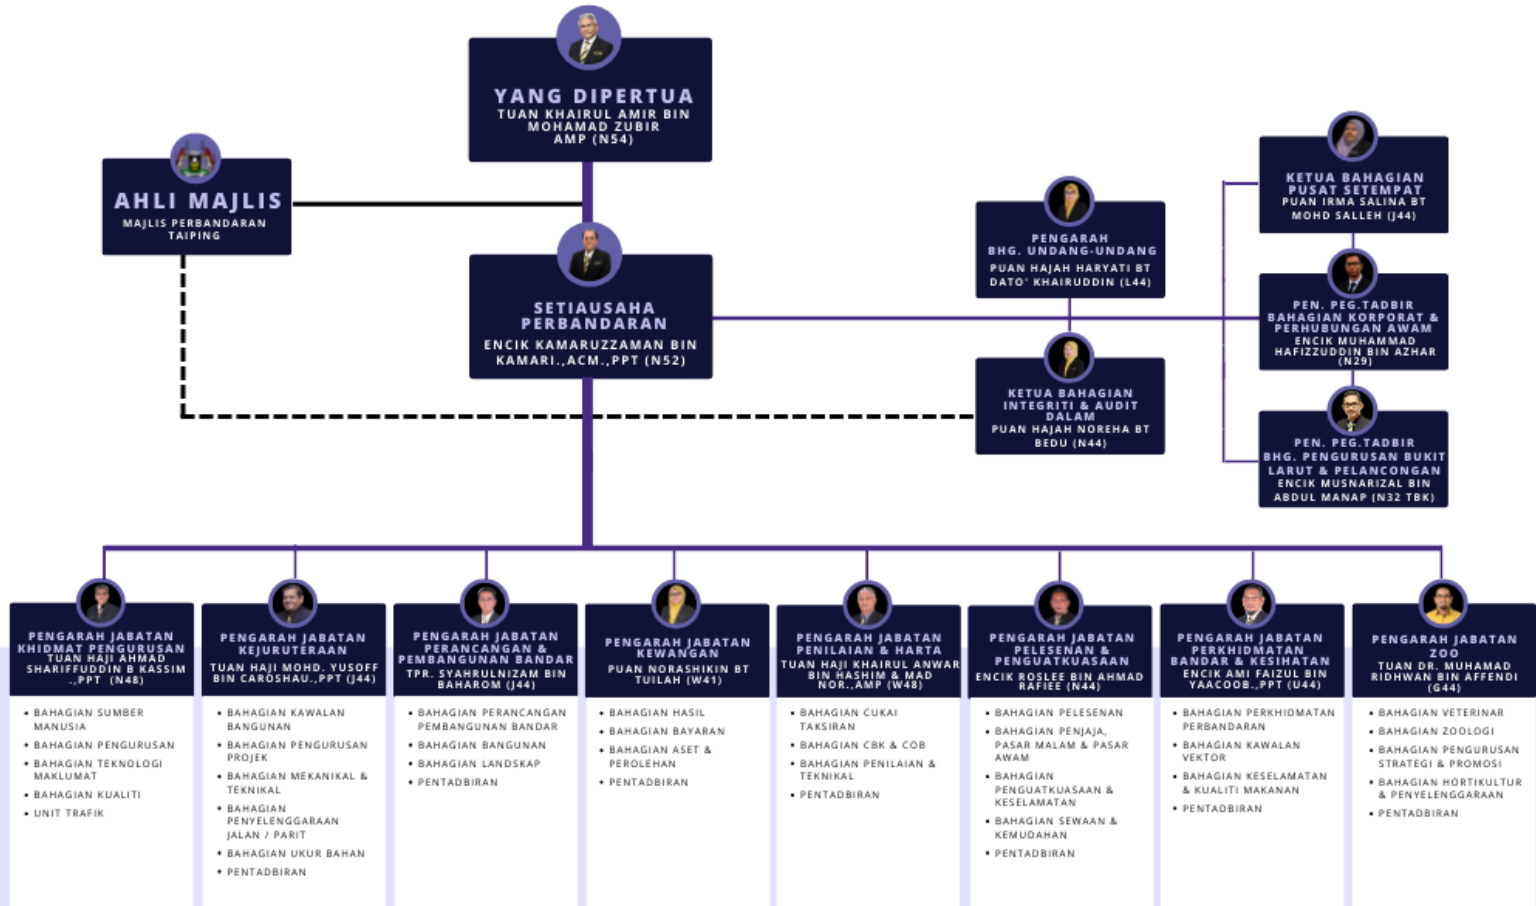 YANG DIPERTUA
TUAN KHAIRUL AMIR BIN
MOHAMAD ZUBIR
AMP (N54)
AHLI MAJLIS
MAJLIS PERBANDARAN
TAIPING
SETIAUSAHA
PERBANDARAN
ENCIK KAMARUZZAMAN BIN
KAMARI.,ACM.,PPT (N52)
PENGARAH
BHG. UNDANG-UNDANG
PUAN HAJAH HARYATI BT
DATO' KHAIRUDDIN (L44)
KETUA BAHAGIAN
INTEGRITI & AUDIT
DALAM
PUAN HAJAH NOREHA BT
BEDU (N44)
KETUA BAHAGIAN
PUSAT SETEMPAT
PUAN IRMA SALINA BT
MOHD SALLEH (J44)
PEN. PEG.TADBIR
BAHAGIAN KORPORAT &
PERHUBUNGAN AWAM
ENCIK MUHAMMAD
HAFIZZUDDIN BIN AZHAR
(N29)
PEN. PEG.TADBIR
BHG. PENGURUSAN BUKIT
LARUT & PELANCONGAN
ENCIK MUSNARIZAL BIN
ABDUL MANAP (N32 TBK)
PENGARAH JABATAN
KHIDMAT PENGURUSAN
TUAN HAJI AHMAD
SHARIFFUDDIN B KASSIM
.,PPT (N48)
• BAHAGIAN SUMBER
MANUSIA
• BAHAGIAN PENGURUSAN
• BAHAGIAN TEKNOLOGI
MAKLUMAT
• BAHAGIAN KUALITI
• UNIT TRAFIK
PENGARAH JABATAN
KEJURUTERAAN
TUAN HAJI MOHD. YUSOFF
BIN CAROSHAU.,PPT (J44)
• BAHAGIAN KAWALAN
BANGUNAN
• BAHAGIAN PENGURUSAN
PROJEK
• BAHAGIAN MEKANIKAL &
TEKNIKAL
• BAHAGIAN
PENYELENGGARAAN
JALAN / PARIT
• BAHAGIAN UKUR BAHAN
• PENTADBIRAN
PENGARAH JABATAN
PERANCANGAN &
PEMBANGUNAN BANDAR
TPR. SYAHRULNIZAM BIN
BAHAROM (J44)
• BAHAGIAN PERANCANGAN
PEMBANGUNAN BANDAR
• BAHAGIAN BANGUNAN
• BAHAGIAN LANDSKAP
• PENTADBIRAN
PENGARAH JABATAN
KEWANGAN
PUAN NORASHIKIN BT
TUILAH (W41)
• BAHAGIAN HASIL
• BAHAGIAN BAYARAN
• BAHAGIAN ASET &
PEROLEHAN
• PENTADBIRAN
PENGARAH JABATAN
PENILAIAN & HARTA
TUAN HAJI KHAIRUL ANWAR
BIN HASHIM & MAD
NOR.,AMP (W48)
• BAHAGIAN CUKAI
TAKSIRAN
• BAHAGIAN CBK & COB
• BAHAGIAN PENILAIAN &
TEKNIKAL
• PENTADBIRAN
PENGARAH JABATAN
PELESENAN &
PENGUATKUASAAN
ENCIK ROSLEE BIN AHMAD
RAFIEE (N44)
• BAHAGIAN PELESENAN
• BAHAGIAN PENJAJA,
PASAR MALAM & PASAR
AWAM
• BAHAGIAN
PENGUATKUASAAN &
KESELAMATAN
• BAHAGIAN SEWAAN &
KEMUDAHAN
• PENTADBIRAN
PENGARAH JABATAN
PERKHIDMATAN
BANDAR & KESIHATAN
ENCIK AMI FAIZUL BIN
YAACOOB.,PPT (U44)
• BAHAGIAN PERKHIDMATAN
PERBANDARAN
• BAHAGIAN KAWALAN
VEKTOR
• BAHAGIAN KESELAMATAN
& KUALITI MAKANAN
• PENTADBIRAN
PENGARAH JABATAN
ZOO
TUAN DR. MUHAMAD
RIDHWAN BIN AFFENDI
(G44)
• BAHAGIAN VETERINAR
• BAHAGIAN ZOOLOGI
• BAHAGIAN PENGURUSAN
STRATEGI & PROMOSI
• BAHAGIAN HORTIKULTUR
& PENYELENGGARAAN
• PENTADBIRAN